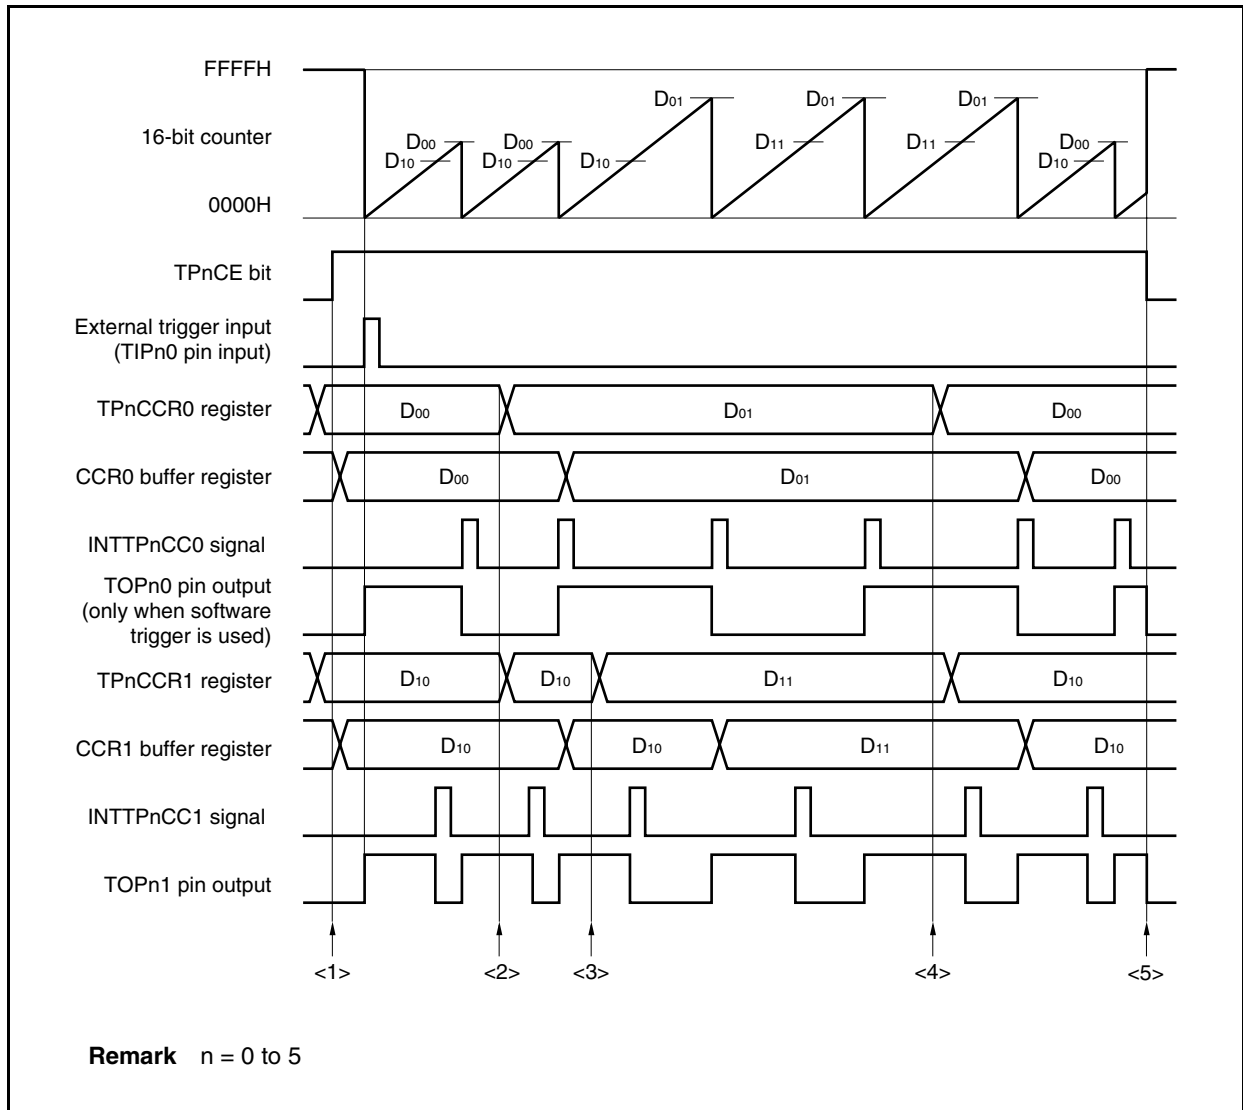 FFFFH
D01 D01 D01
16-bit counter
D00 D00 D11 D11 D00
D10 D10 D10 D10
0000H
TPnCE bit
External trigger input
(TIPn0 pin input)
TPnCCR0 register D00 D01 D00
CCR0 buffer register D00 D01 D00
INTTPnCC0 signal
TOPn0 pin output
(only when software
trigger is used)
TPnCCR1 register D10 D10 D11 D10
CCR1 buffer register D10 D10 D11 D10
INTTPnCC1 signal
TOPn1 pin output
<1> <2> <3> <4> <5>
Remark n = 0 to 5